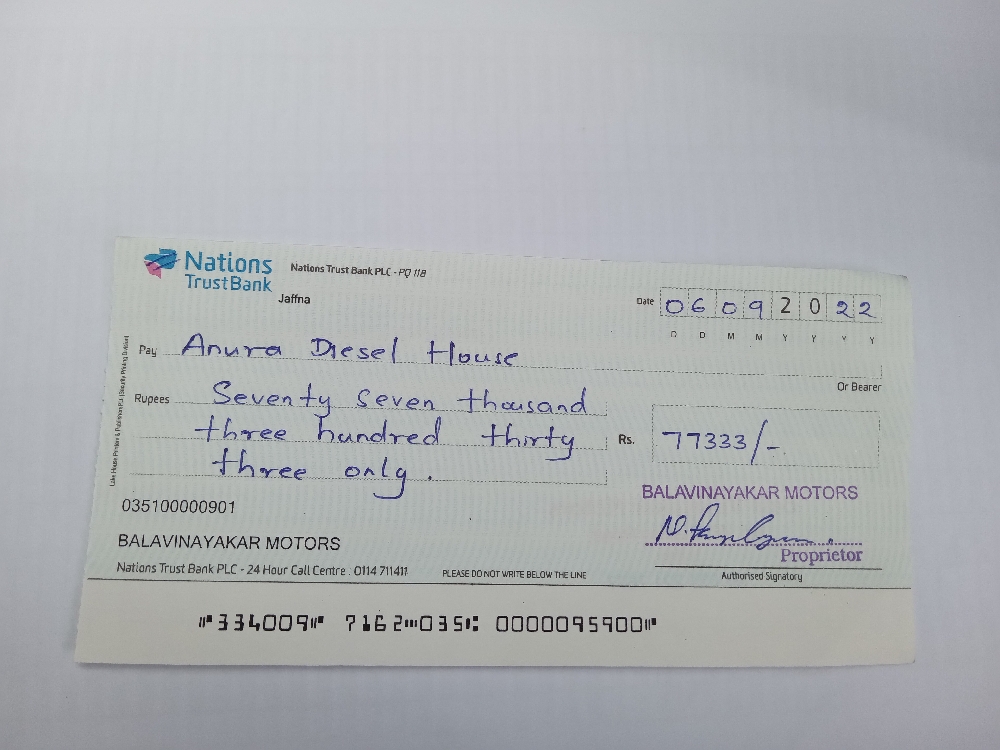 Nations
TrustBank
Nations Trust Bank PLC - PQ 118
Jaffna
Date 06092022
D D M M Y Y Y Y
Pay Anura Diesel House
Or Bearer
Rupees Seventy Seven thousand
three hundred thirty
three only.
Rs. 77333/-
035100000901
BALAVINAYAKAR MOTORS
BALAVINAYAKAR MOTORS
Proprietor
Authorised Signatory
Nations Trust Bank PLC - 24 Hour Call Centre . 0114 711411
PLEASE DO NOT WRITE BELOW THE LINE
⑈334009⑈ 7162⑉035⑆ 0000095900⑈